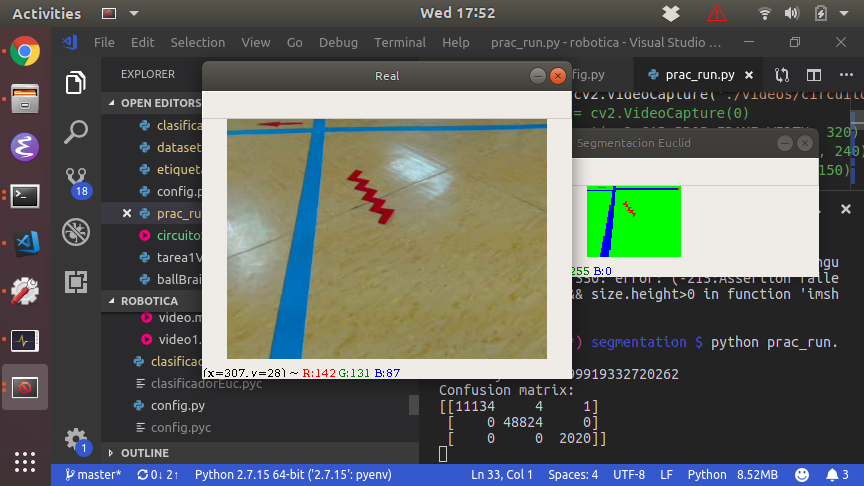 Activities
Wed 17:52
File Edit Selection View Go Debug Terminal Help
prac_run.py - robotica - Visual Studio ...
EXPLORER
OPEN EDITORS
clasifica
dataset
etiqueta
config.p
prac_ru
circuito
tarea1V
ballBrai
ROBOTICA
video.m
video1.
clasificad
clasificadorEuc.pyc
config.py
config.pyc
OUTLINE
18
1
Real
(x=307, y=28) ~ R:142 G:131 B:87
fig.py
prac_run.py
cv2.VideoCapture("./videos/circuito
= cv2.VideoCapture(0)
320)
, 240)
150)
Segmentacion Euclid
255 B:0
ngu
error: (-215:Assertion faile
&& size.height>0 in function 'imsh
) segmentation $ python prac_run.
99919332720262
Confusion matrix:
[[11134 4 1]
[ 0 48824 0]
[ 0 0 2020]]
master* 0↓ 2↑ Python 2.7.15 64-bit ('2.7.15': pyenv) Ln 33, Col 1 Spaces: 4 UTF-8 LF Python 8.52MB 3